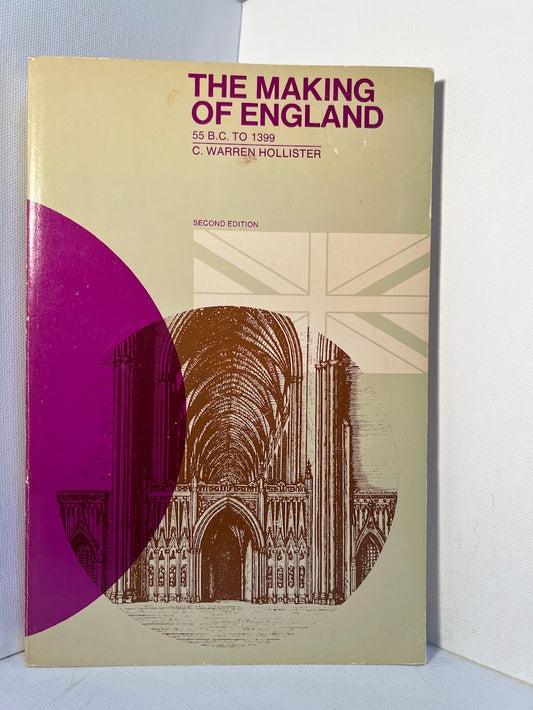 THE MAKING
OF ENGLAND
55 B.C. TO 1399
C. WARREN HOLLISTER
SECOND EDITION